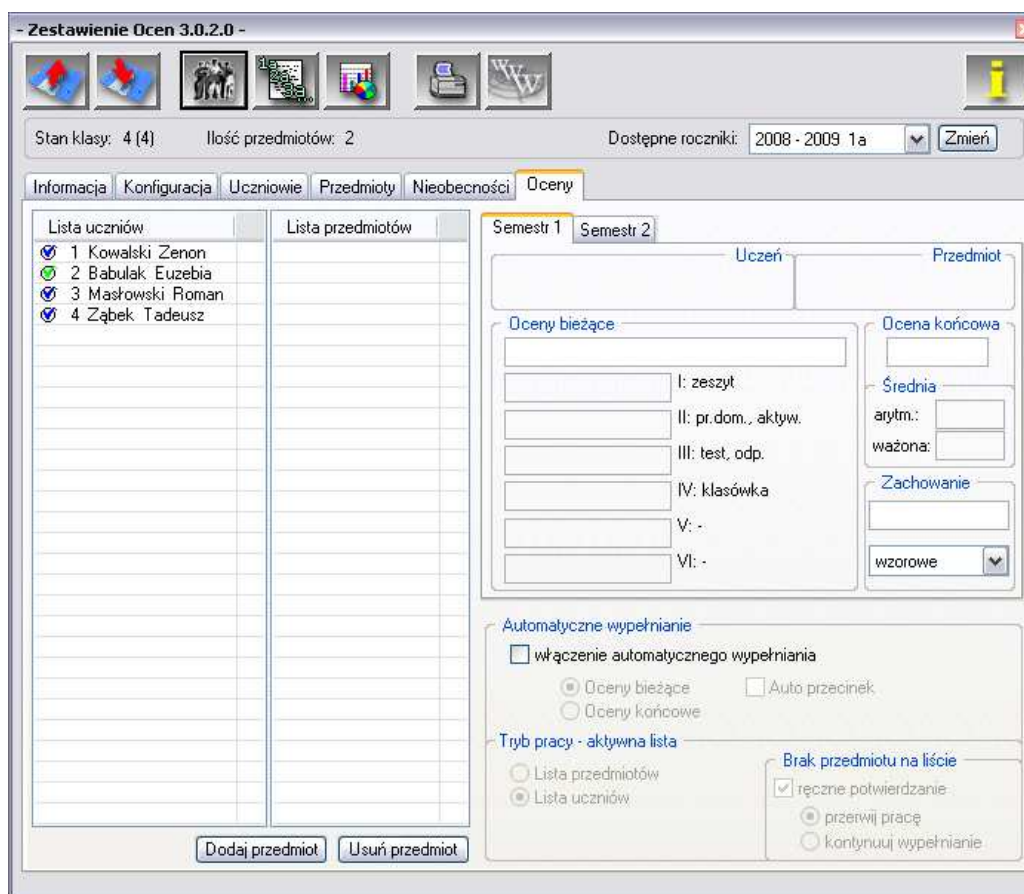 - Zestawienie Ocen 3.0.2.0 -
WWW
i
Stan klasy: 4 (4) Ilość przedmiotów: 2 Dostępne roczniki: 2008 - 2009 1a Zmień
Informacja Konfiguracja Uczniowie Przedmioty Nieobecności Oceny
Lista uczniów
1 Kowalski Zenon
2 Babulak Euzebia
3 Masłowski Roman
4 Ząbek Tadeusz
Lista przedmiotów
Semestr 1 Semestr 2
Uczeń Przedmiot
Oceny bieżące
I: zeszyt
II: pr.dom., aktyw.
III: test, odp.
IV: klasówka
V: -
VI: -
Ocena końcowa
Średnia
arytm.:
ważona:
Zachowanie
wzorowe
Automatyczne wypełnianie
włączenie automatycznego wypełniania
Oceny bieżące Auto przecinek
Oceny końcowe
Tryb pracy - aktywna lista
Lista przedmiotów
Lista uczniów
Brak przedmiotu na liście
ręczne potwierdzanie
przerwij pracę
kontynuuj wypełnianie
Dodaj przedmiot Usuń przedmiot